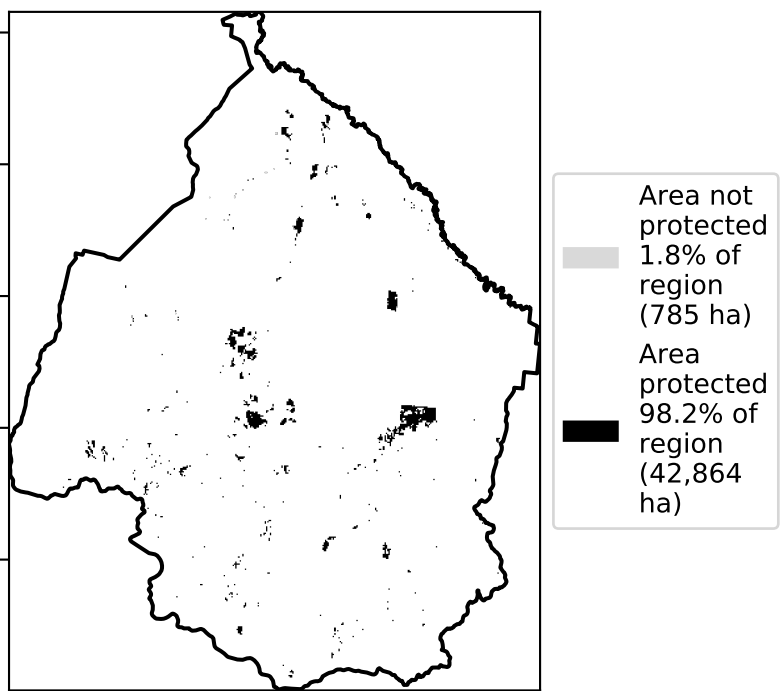 Area not
protected
1.8% of
region
(785 ha)
Area
protected
98.2% of
region
(42,864
ha)